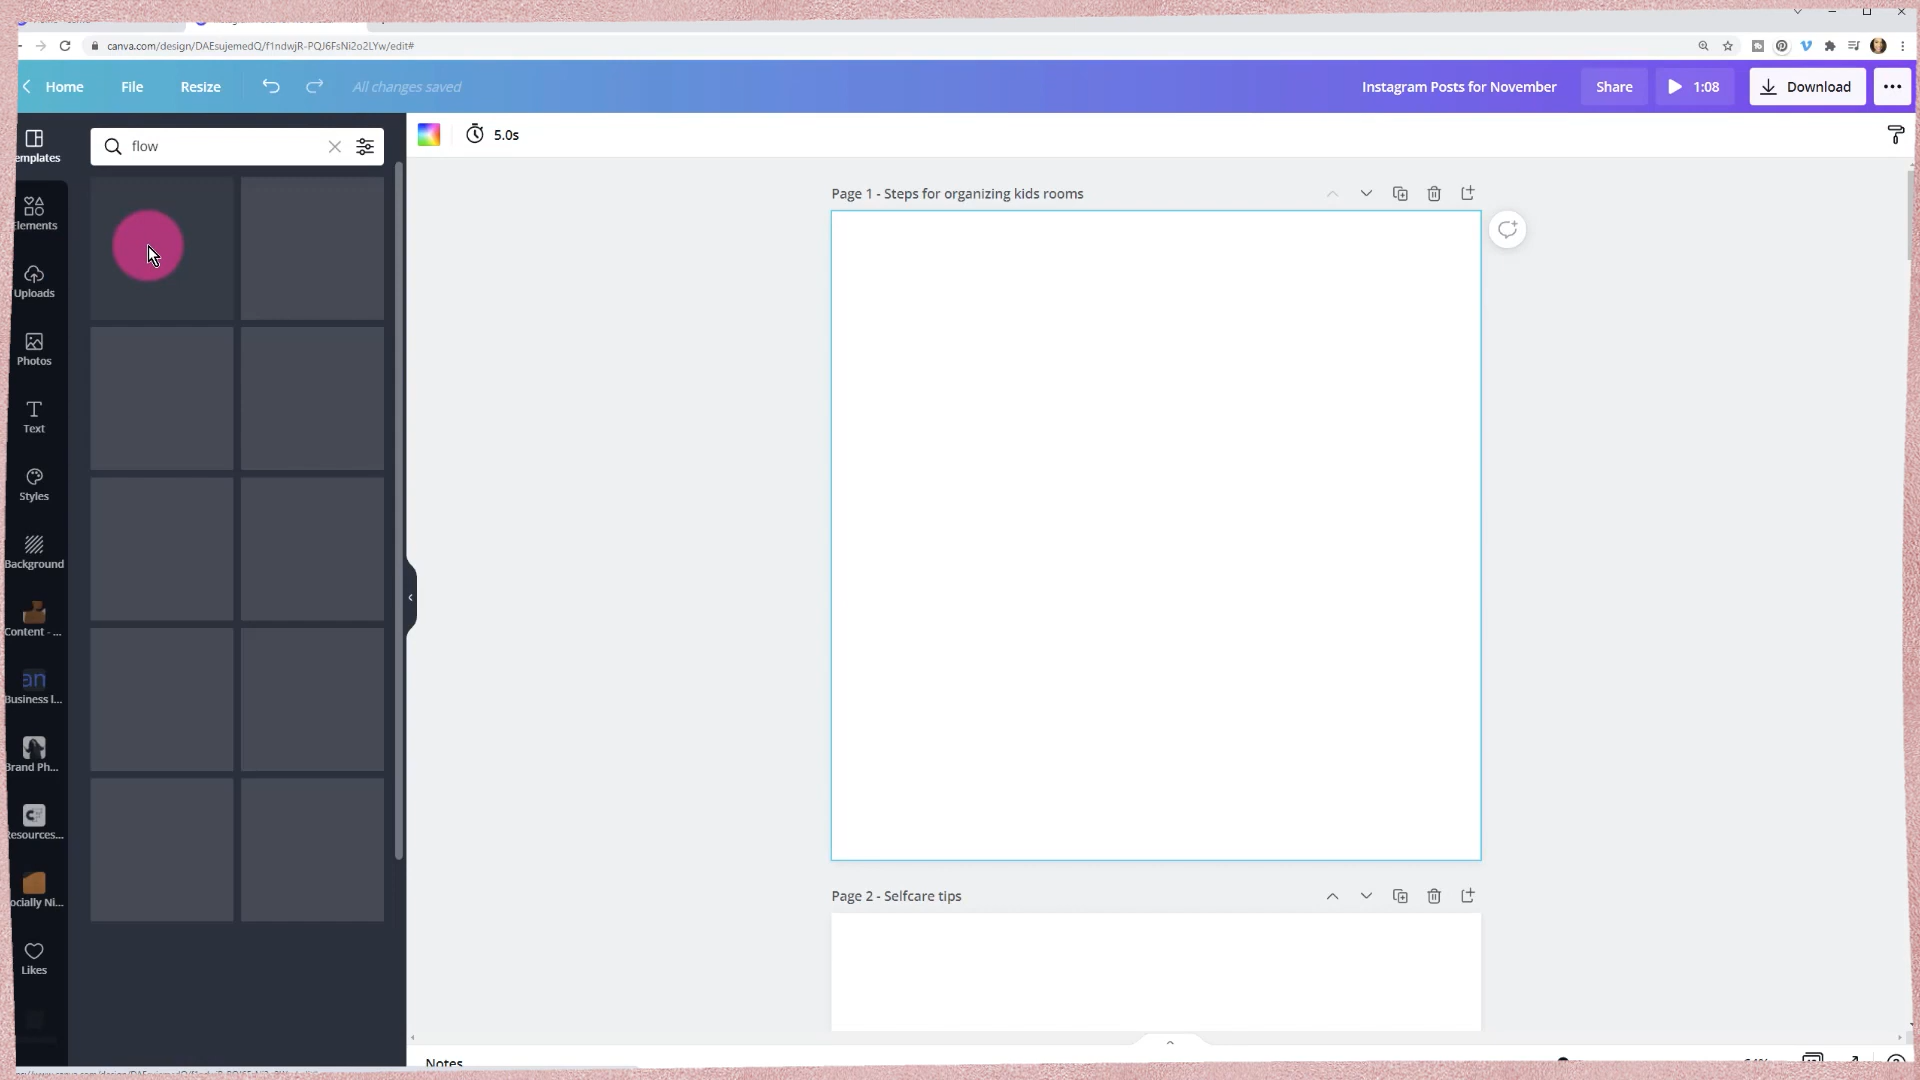 canva.com/design/DAEsujemedQ/f1ndwjR-PQJ6FsNi2o2LYw/edit#
Home File Resize All changes saved Instagram Posts for November Share 1:08 Download
emplates
flow
5.0s
Elements
Uploads
Photos
Text
Styles
Background
Content - ...
an
Business l...
Brand Ph...
Resources...
ocially Ni...
Likes
Page 1 - Steps for organizing kids rooms
Page 2 - Selfcare tips
Notes